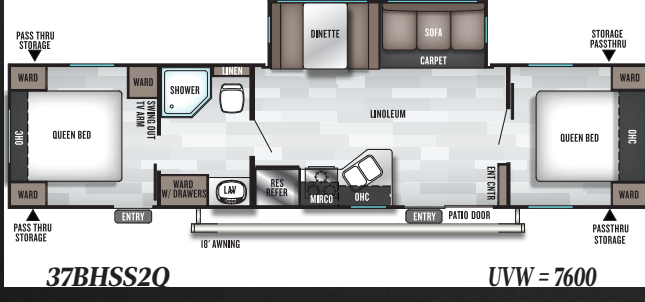 PASS THRU
STORAGE
DINETTE
SOFA
CARPET
STORAGE
PASSTHRU
WARD
WARD
LINEN
SHOWER
SWING OUT
TV ARM
OHC
QUEEN BED
LINOLEUM
WARD
QUEEN BED
OHC
WARD
WARD
W/ DRAWERS
LAV
RES
REFER
MIRCO
OHC
ENT CNTR
WARD
ENTRY
ENTRY
PATIO DOOR
PASS THRU
STORAGE
18' AWNING
PASSTHRU
STORAGE
37BHSS2Q
UVW = 7600